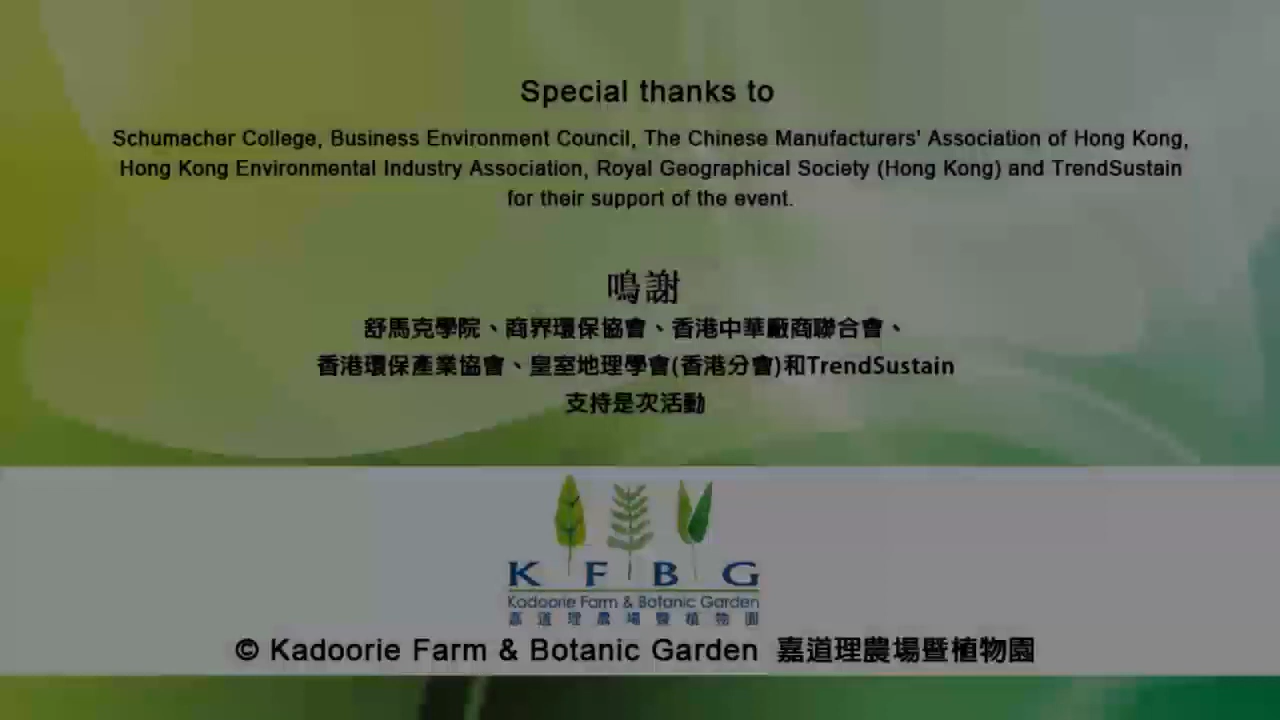 Special thanks to
Schumacher College, Business Environment Council, The Chinese Manufacturers' Association of Hong Kong,
Hong Kong Environmental Industry Association, Royal Geographical Society (Hong Kong) and TrendSustain
for their support of the event.
鳴謝
舒馬克學院、商界環保協會、香港中華廠商聯合會、
香港環保產業協會、皇室地理學會(香港分會)和TrendSustain
支持是次活動
K F B G
Kadoorie Farm & Botanic Garden
嘉道理農場暨植物園
© Kadoorie Farm & Botanic Garden 嘉道理農場暨植物園